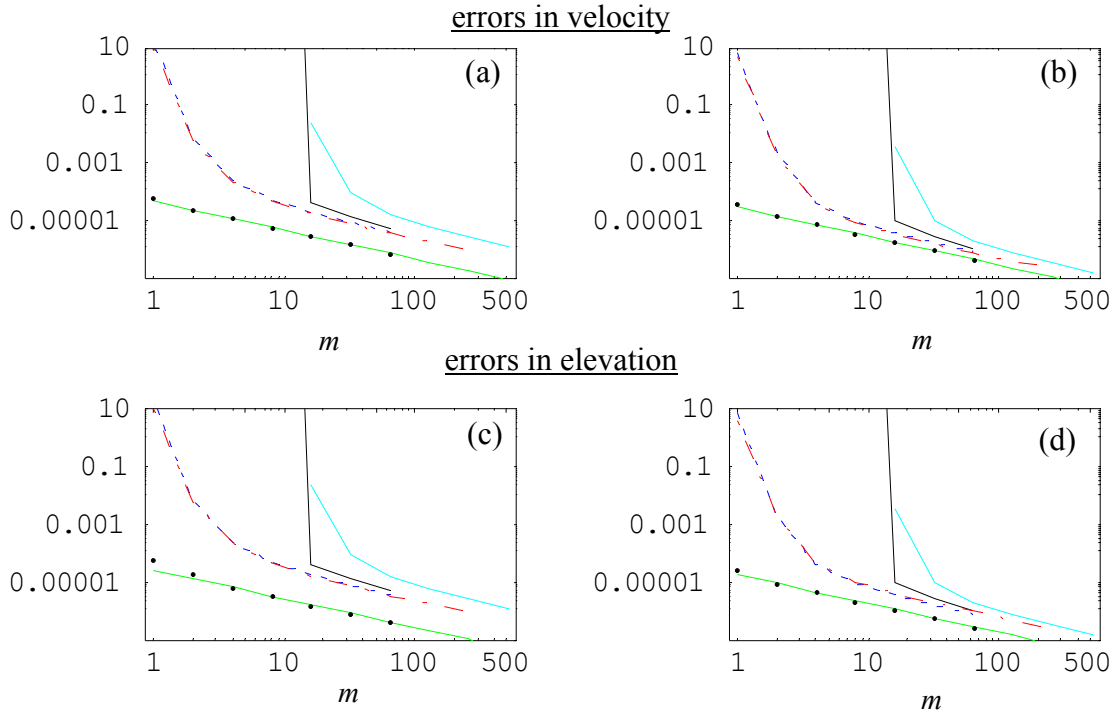 errors in velocity
10 (a) 10 (b)
0.1 0.1
0.001 0.001
0.00001 0.00001
1 10 100 500 1 10 100 500
m m
errors in elevation
10 (c) 10 (d)
0.1 0.1
0.001 0.001
0.00001 0.00001
1 10 100 500 1 10 100 500
m m